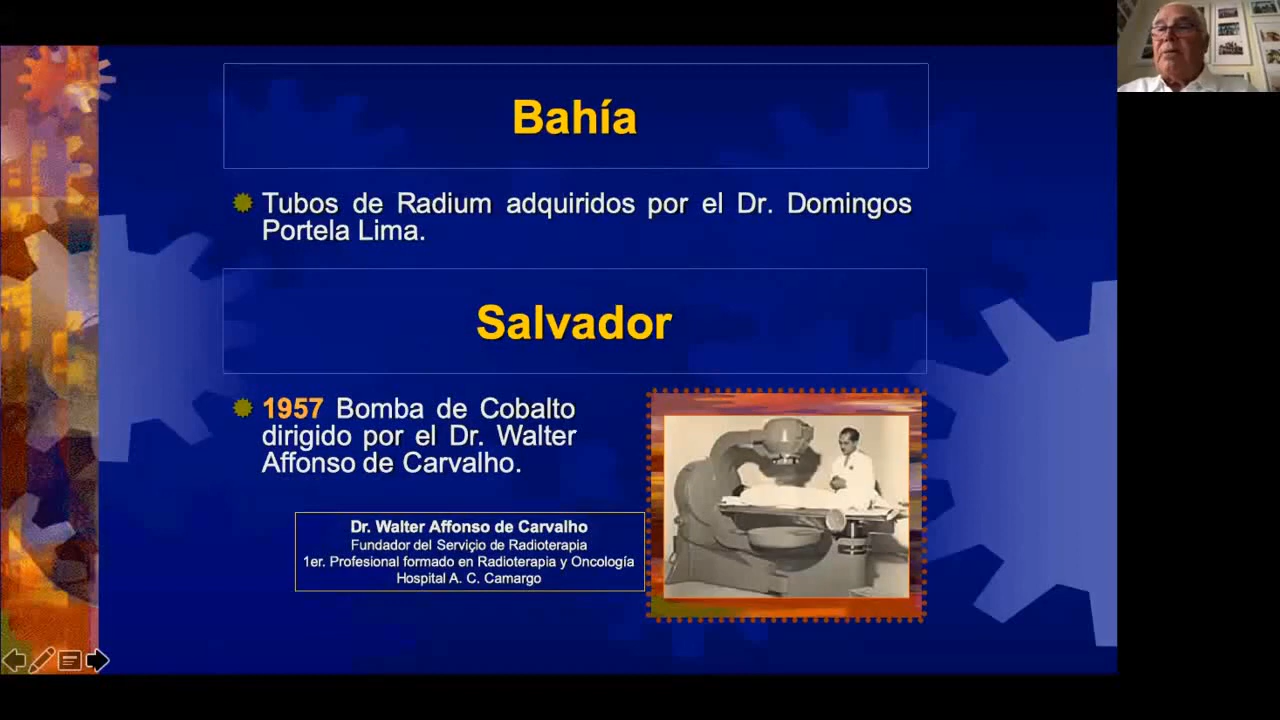 Bahía
Tubos de Radium adquiridos por el Dr. Domingos
Portela Lima.
Salvador
1957 Bomba de Cobalto
dirigido por el Dr. Walter
Affonso de Carvalho.
Dr. Walter Affonso de Carvalho
Fundador del Serviçio de Radioterapia
1er. Profesional formado en Radioterapia y Oncología
Hospital A. C. Camargo